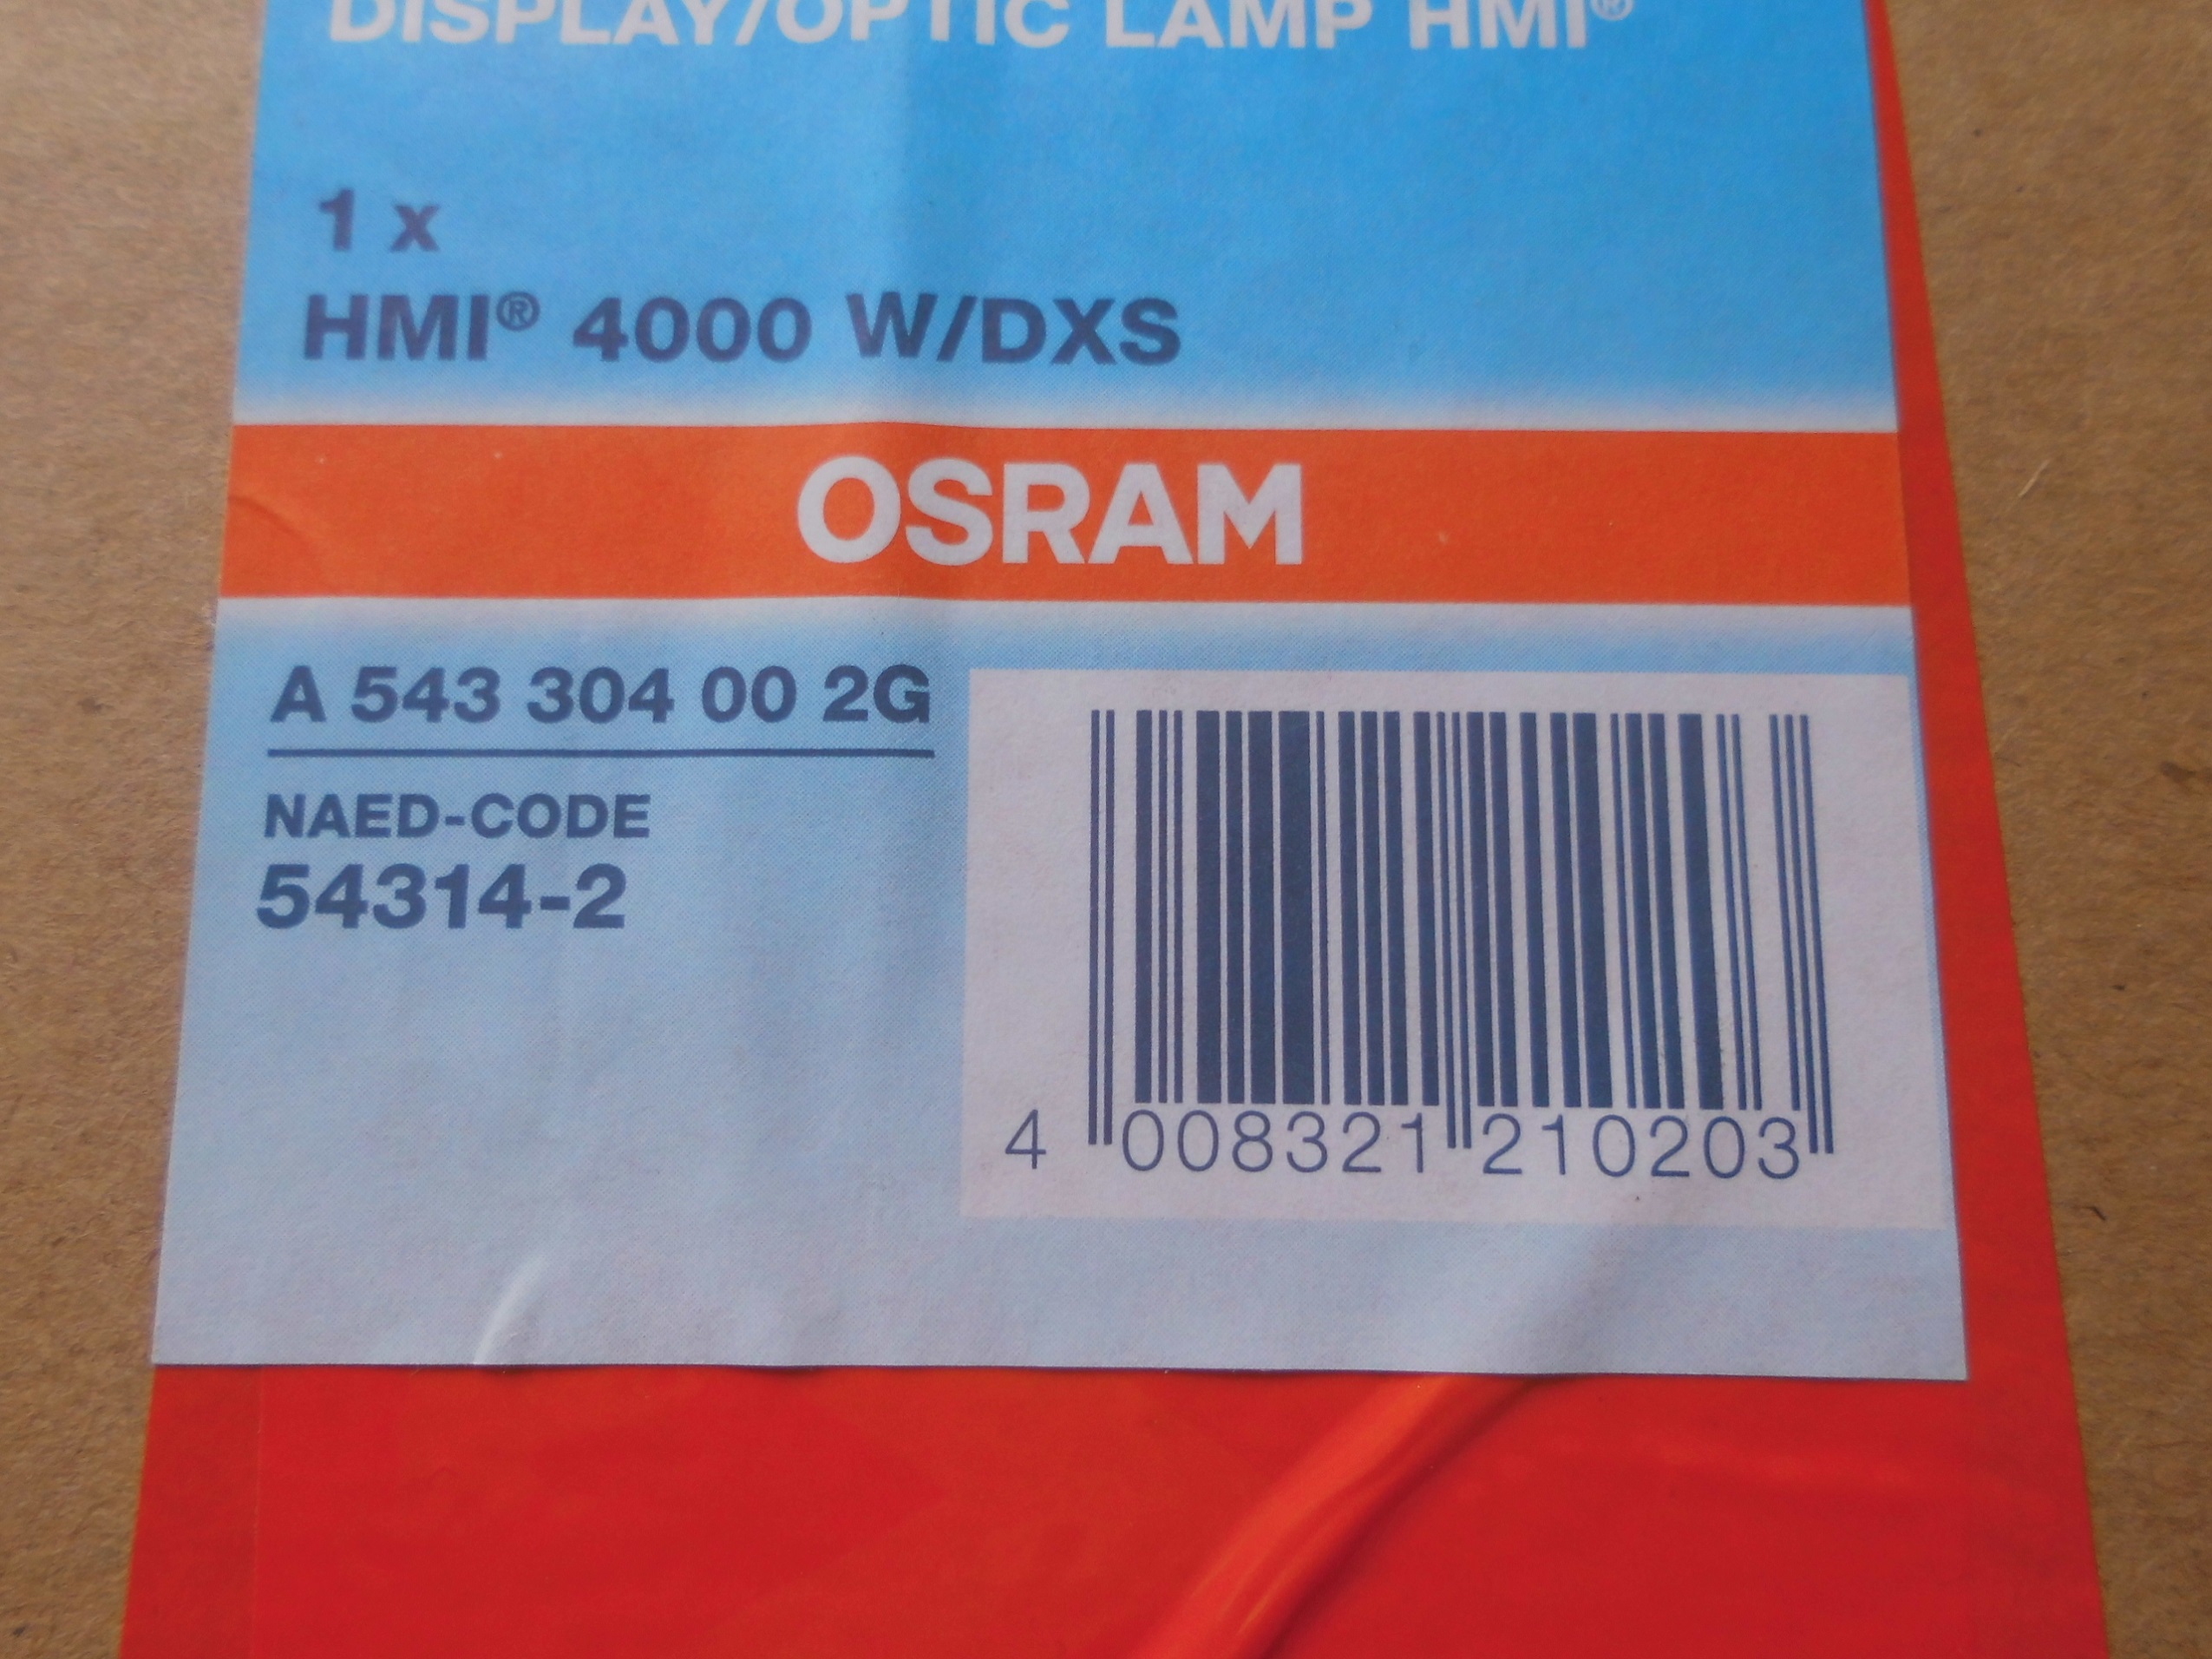 DISPLAY/OPTIC LAMP HMI®
1 x
HMI® 4000 W/DXS
OSRAM
A 543 304 00 2G
NAED-CODE
54314-2
4 008321 210203